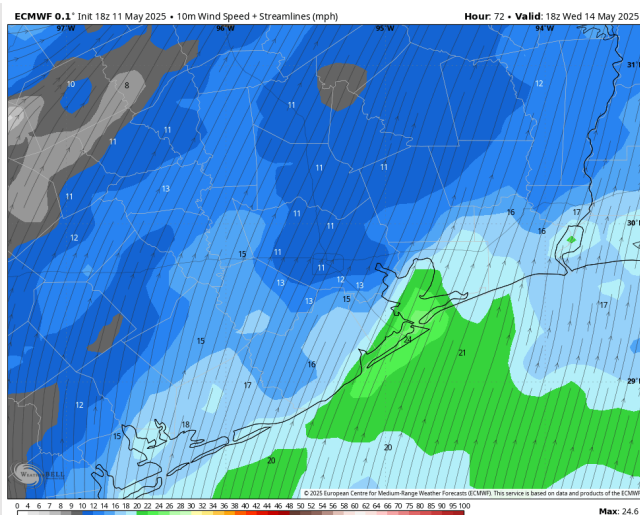 ECMWF 0.1° Init 18z 11 May 2025 • 10m Wind Speed + Streamlines (mph)
Hour: 72 • Valid: 18z Wed 14 May 2025
97°W 96°W 95°W 94°W
31°
10 8 12
11
11
11
11 11
13
11
11 16 17
30°
12 11 16
15 11
11
13 12 13
13 15
17
15 24 21
16
29°
17
12
18
15
20
20
WeatherBELL
© 2025 European Centre for Medium-Range Weather Forecasts (ECMWF). This service is based on data and products of the ECMWF
0 4 6 7 8 9 10 12 14 16 18 20 22 24 26 28 30 32 34 36 38 40 42 44 46 48 50 52 54 56 58 60 65 70 75 80 85 90 95 100
Max: 24.6